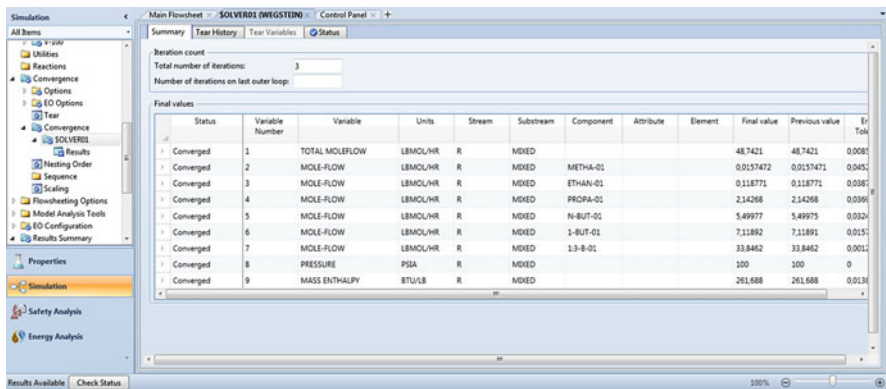 Simulation
Main Flowsheet
$OLVER01 (WEGSTEIN)
Control Panel
All Items
Summary
Tear History
Tear Variables
Status
V-100
Utilities
Reactions
Convergence
Options
EO Options
Tear
Convergence
$OLVER01
Results
Nesting Order
Sequence
Scaling
Flowsheeting Options
Model Analysis Tools
EO Configuration
Results Summary
Properties
Simulation
Safety Analysis
Energy Analysis
Iteration count
Total number of iterations: 3
Number of iterations on last outer loop:
Final values
Status Variable Number Variable Units Stream Substream Component Attribute Element Final value Previous value
Converged 1 TOTAL MOLEFLOW LBMOL/HR R MIXED 48,7421 48,7421
Converged 2 MOLE-FLOW LBMOL/HR R MIXED METHA-01 0,0157472 0,0157471
Converged 3 MOLE-FLOW LBMOL/HR R MIXED ETHAN-01 0,118771 0,118771
Converged 4 MOLE-FLOW LBMOL/HR R MIXED PROPA-01 2,14268 2,14268
Converged 5 MOLE-FLOW LBMOL/HR R MIXED N-BUT-01 5,49977 5,49975
Converged 6 MOLE-FLOW LBMOL/HR R MIXED 1-BUT-01 7,11892 7,11891
Converged 7 MOLE-FLOW LBMOL/HR R MIXED 1:3-B-01 33,8462 33,8462
Converged 8 PRESSURE PSIA R MIXED 100 100 0
Converged 9 MASS ENTHALPY BTU/LB R MIXED 261,688 261,688
Results Available Check Status
100%